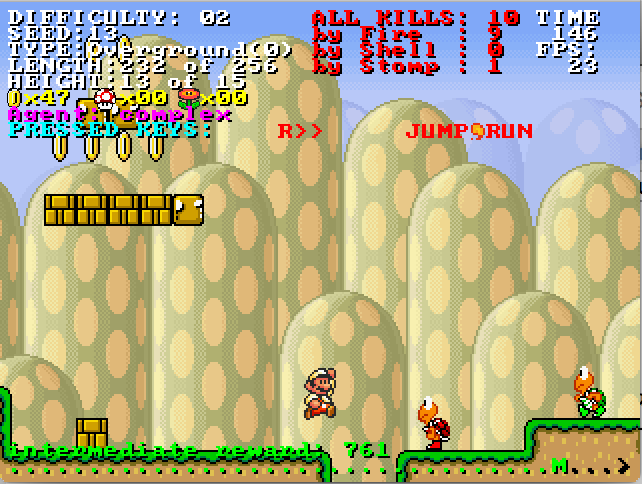 DIFFICULTY: 02
SEED:13
TYPE:Overground(0)
LENGTH:232 of 256
HEIGHT:13 of 15
x47 x00 x00
Agent: complex
PRESSED KEYS: R>> JUMP RUN
ALL KILLS: 10
by Fire : 9
by Shell : 0
by Stomp : 1
TIME
146
FPS:
23
intermediate reward: 761
M...>